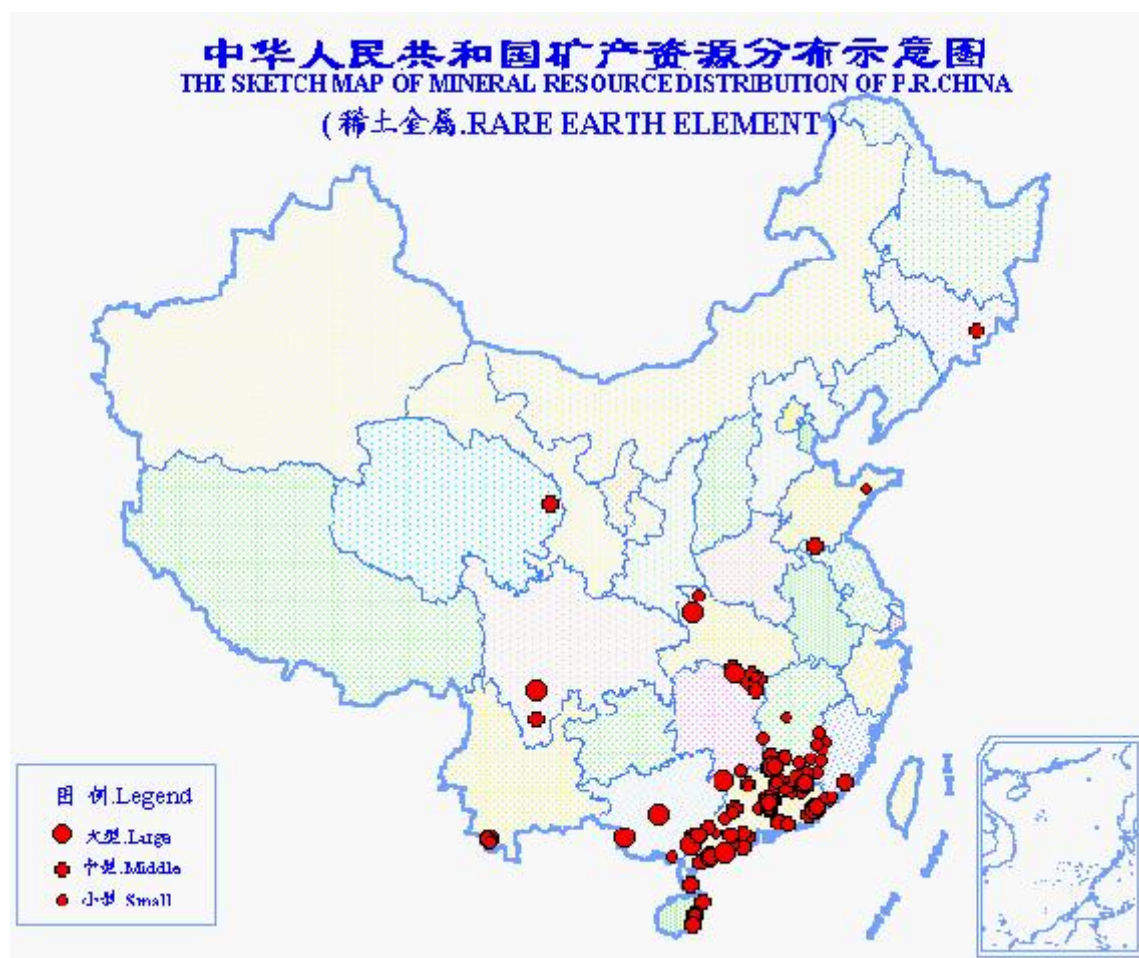 中华人民共和国矿产资源分布示意图
THE SKETCH MAP OF MINERAL RESOURCE DISTRIBUTION OF P.R.CHINA
(稀土金属.RARE EARTH ELEMENT)
图 例.Legend
大型.Large
中型.Middle
小型.Small